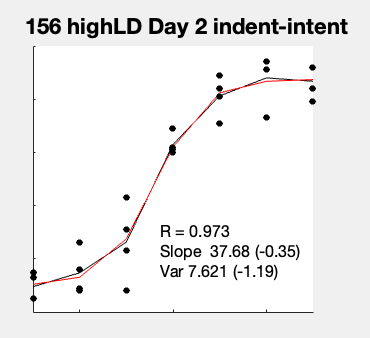 156 highLD Day 2 indent-intent
R = 0.973
Slope 37.68 (-0.35)
Var 7.621 (-1.19)